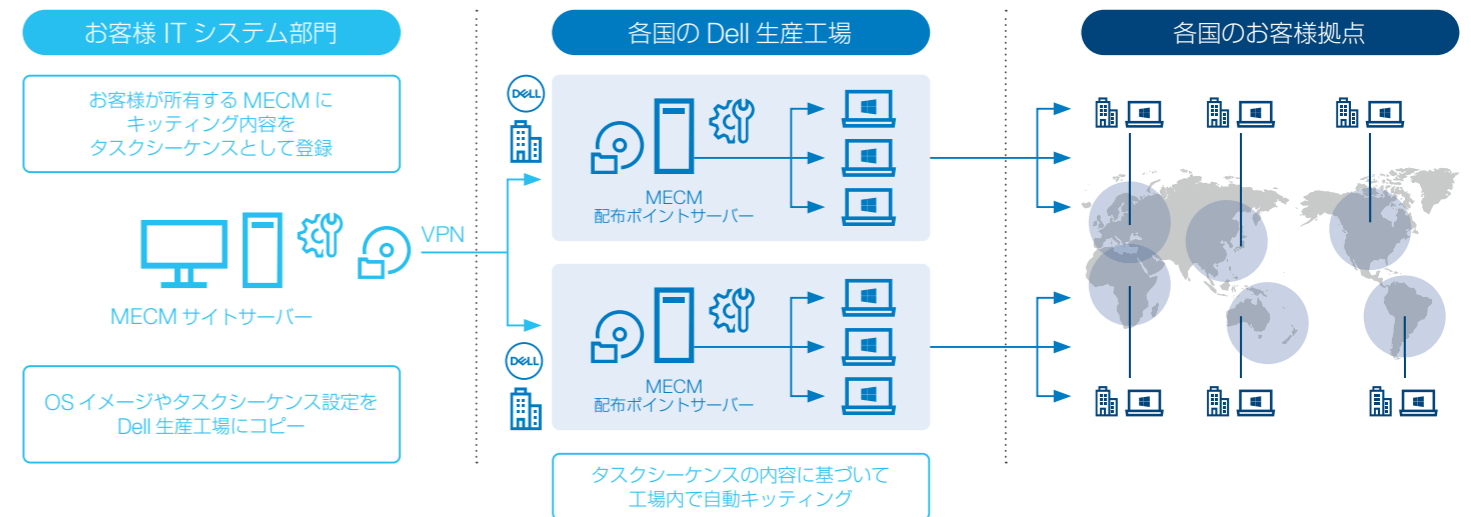 お客様 IT システム部門
お客様が所有する MECM に
キッティング内容を
タスクシーケンスとして登録
MECM サイトサーバー
VPN
OS イメージやタスクシーケンス設定を
Dell 生産工場にコピー
各国の Dell 生産工場
DELL
MECM
配布ポイントサーバー
DELL
MECM
配布ポイントサーバー
タスクシーケンスの内容に基づいて
工場内で自動キッティング
各国のお客様拠点